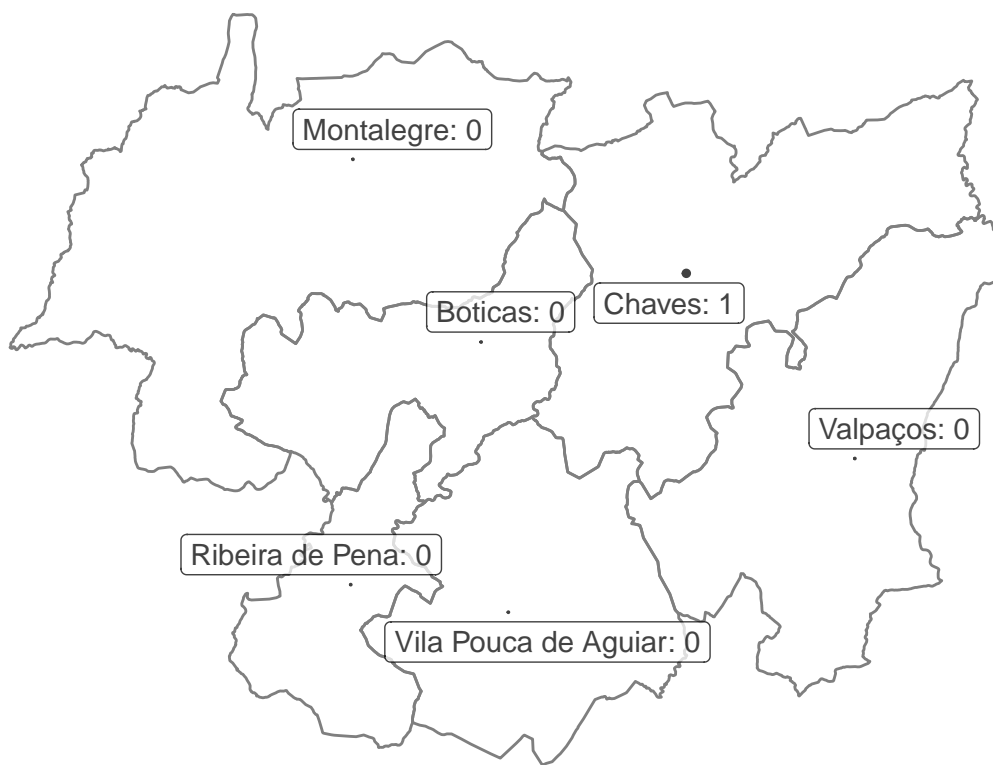 Montalegre: 0
Boticas: 0
Chaves: 1
Valpaços: 0
Ribeira de Pena: 0
Vila Pouca de Aguiar: 0